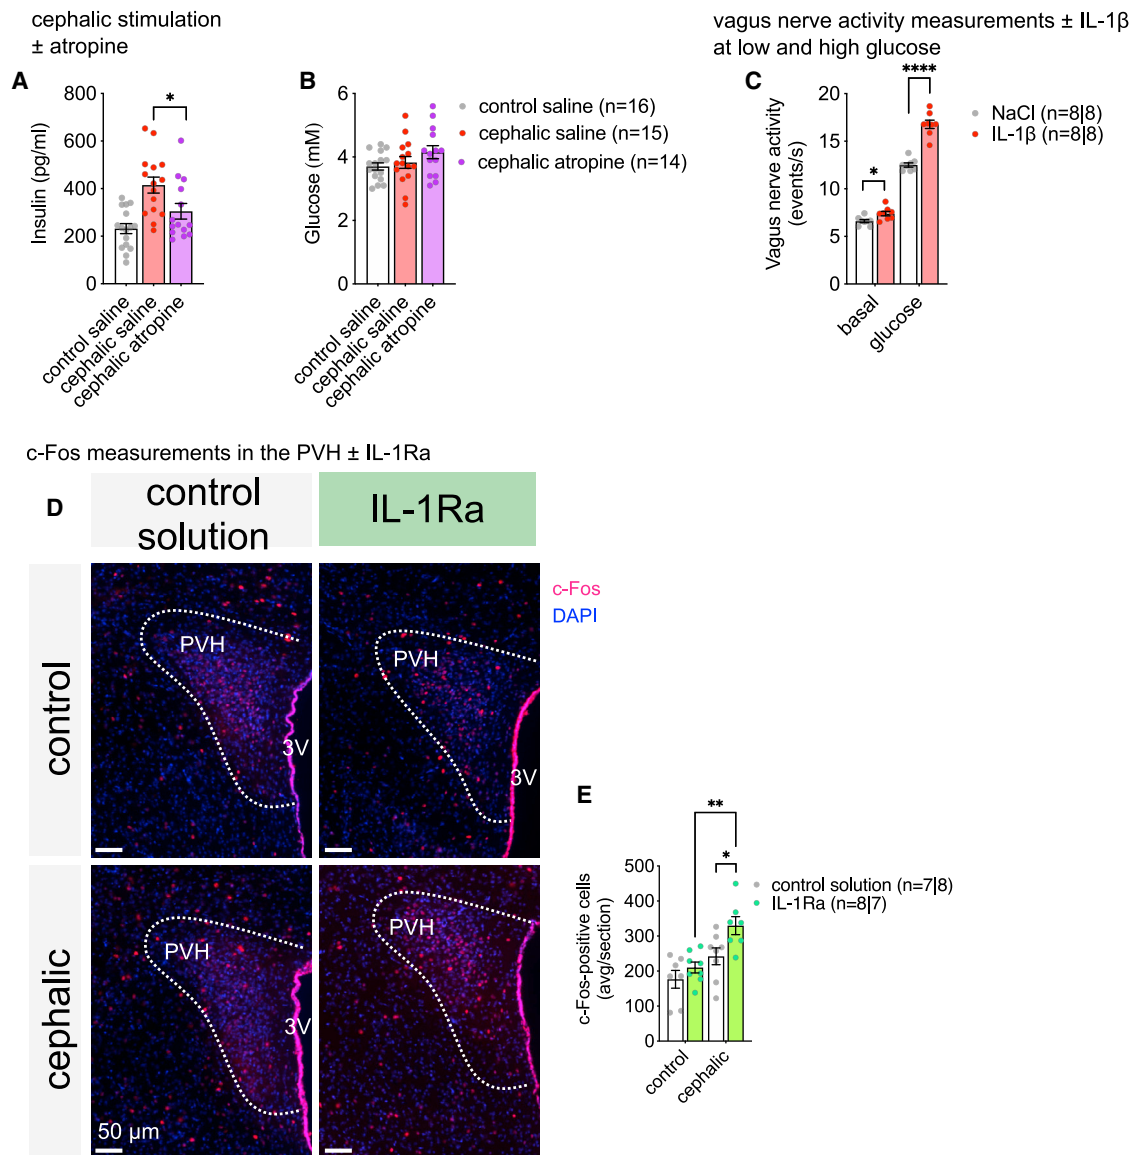 cephalic stimulation
± atropine
vagus nerve activity measurements ± IL-1β
at low and high glucose
A
Insulin (pg/ml)
800
600
400
200
0
*
control saline
cephalic saline
cephalic atropine
B
Glucose (mM)
6
4
2
0
control saline
cephalic saline
cephalic atropine
control saline (n=16)
cephalic saline (n=15)
cephalic atropine (n=14)
C
Vagus nerve activity
(events/s)
20
15
10
5
0
*
****
basal
glucose
NaCl (n=8|8)
IL-1β (n=8|8)
c-Fos measurements in the PVH ± IL-1Ra
D
control
solution
IL-1Ra
control
cephalic
PVH
3V
PVH
3V
c-Fos
DAPI
PVH
3V
50 µm
PVH
E
c-Fos-positive cells
(avg/section)
500
400
300
200
100
0
**
*
control
cephalic
control solution (n=7|8)
IL-1Ra (n=8|7)